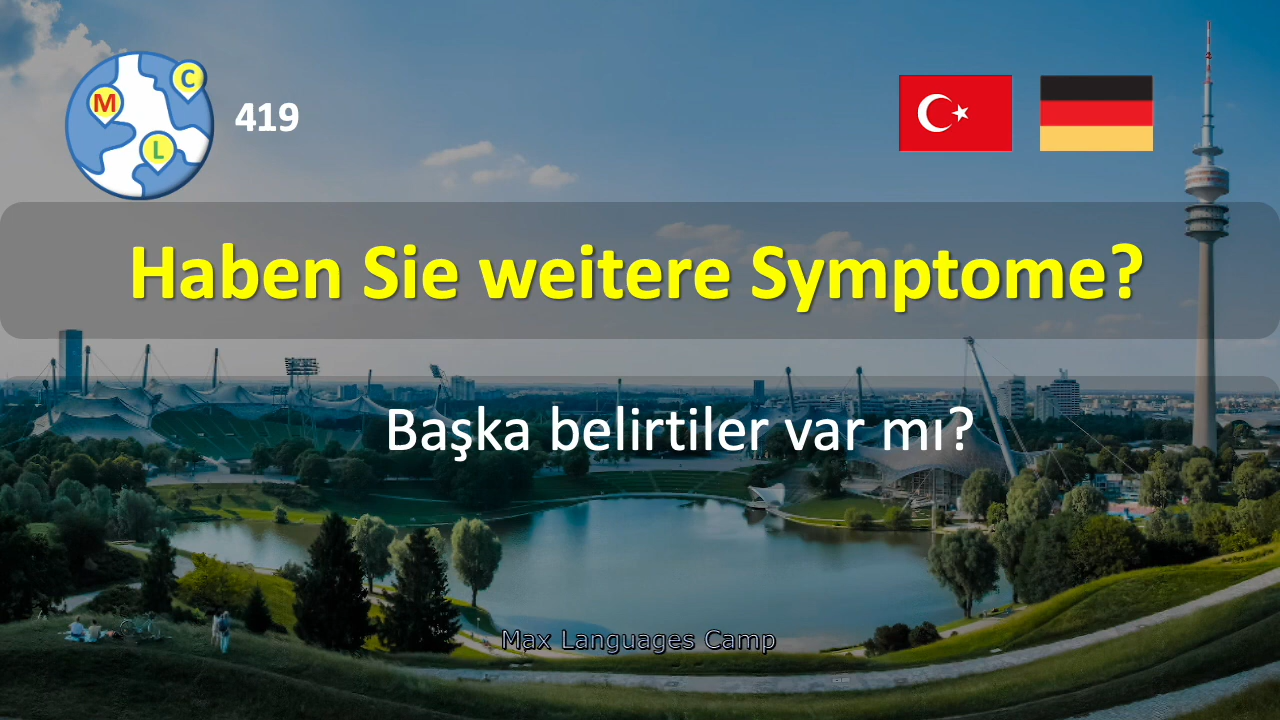 M
C
L
419
Haben Sie weitere Symptome?
Başka belirtiler var mı?
Max Languages Camp